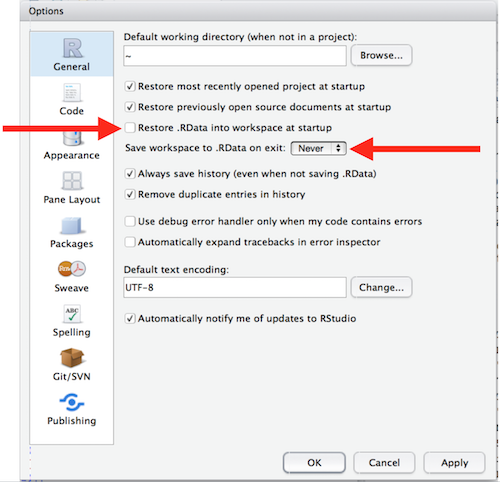 Options
General
Code
Appearance
Pane Layout
Packages
Sweave
ABC
Spelling
Git/SVN
Publishing
Default working directory (when not in a project):
~
Browse...
Restore most recently opened project at startup
Restore previously open source documents at startup
Restore .RData into workspace at startup
Save workspace to .RData on exit: Never
Always save history (even when not saving .RData)
Remove duplicate entries in history
Use debug error handler only when my code contains errors
Automatically expand tracebacks in error inspector
Default text encoding:
UTF-8
Change...
Automatically notify me of updates to RStudio
OK Cancel Apply